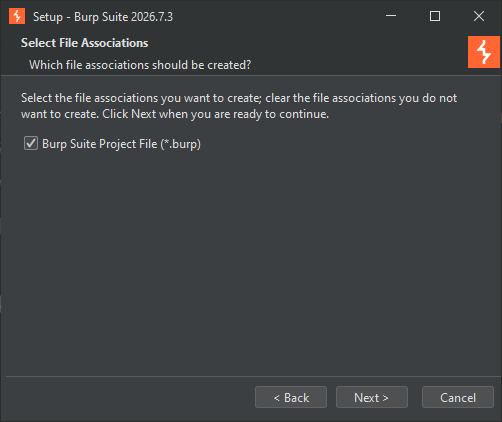 Setup - Burp Suite 2026.7.3
Select File Associations
Which file associations should be created?
Select the file associations you want to create; clear the file associations you do not
want to create. Click Next when you are ready to continue.
Burp Suite Project File (*.burp)
< Back
Next >
Cancel